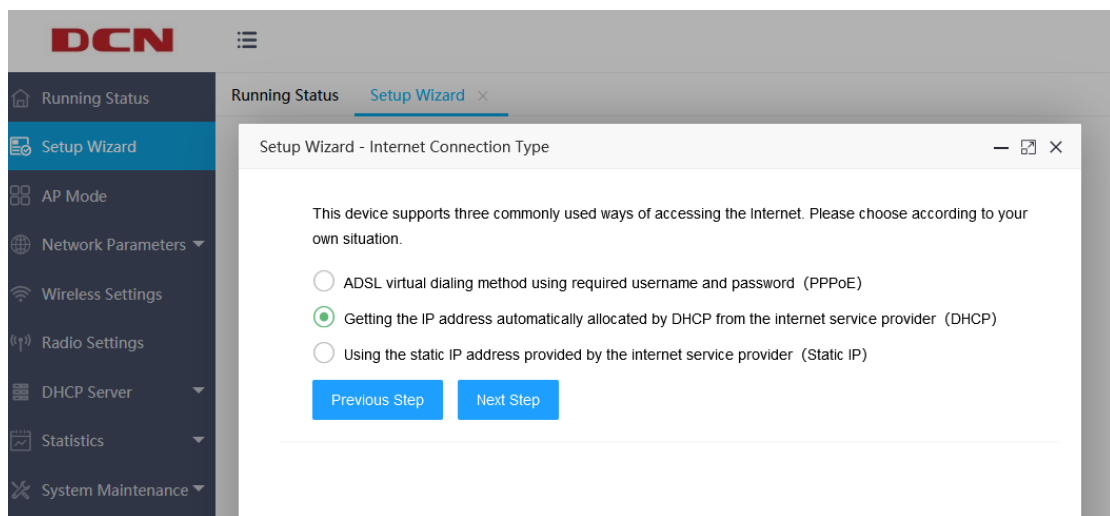 DCN
Running Status
Setup Wizard
AP Mode
Network Parameters
Wireless Settings
Radio Settings
DHCP Server
Statistics
System Maintenance
Running Status Setup Wizard ×
Setup Wizard - Internet Connection Type
This device supports three commonly used ways of accessing the Internet. Please choose according to your
own situation.
ADSL virtual dialing method using required username and password（PPPoE）
Getting the IP address automatically allocated by DHCP from the internet service provider（DHCP）
Using the static IP address provided by the internet service provider（Static IP）
Previous Step Next Step